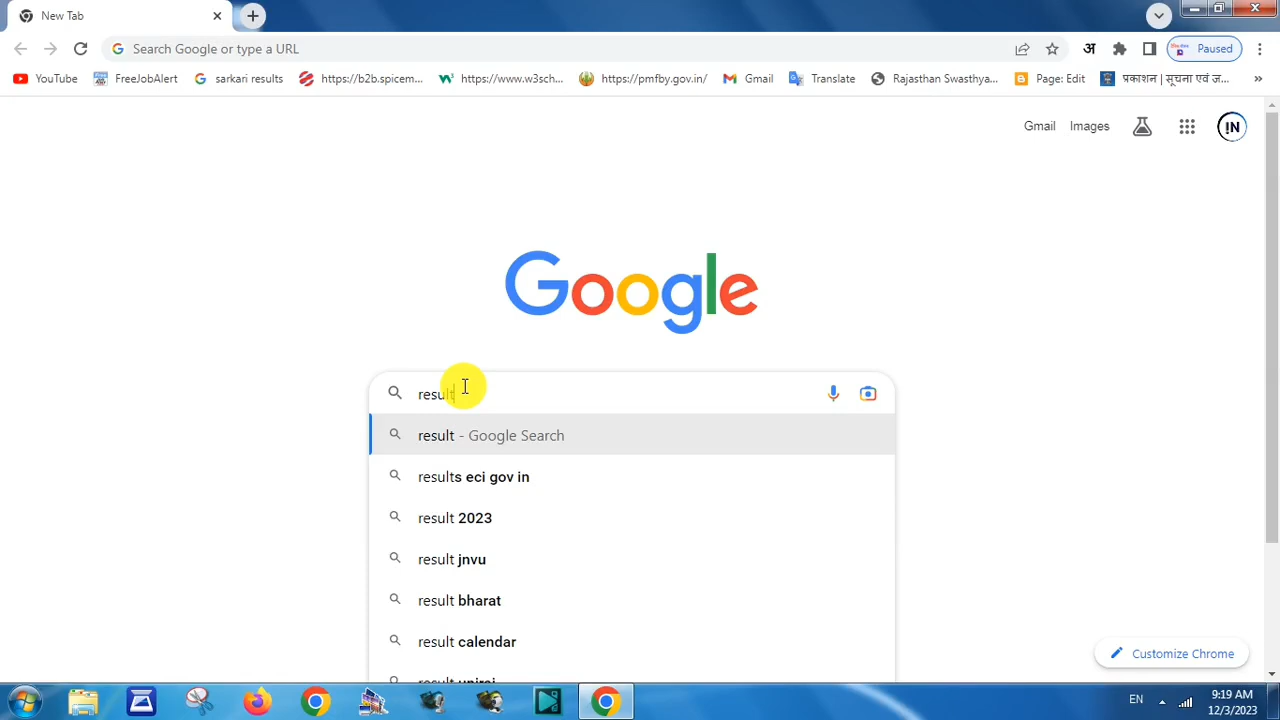 New Tab
Search Google or type a URL
अ
Paused
YouTube
FreeJobAlert
sarkari results
https://b2b.spicem...
https://www.w3sch...
https://pmfby.gov.in/
Gmail
Translate
Rajasthan Swasthya...
Page: Edit
प्रकाशन | सूचना एवं ज...
»
Gmail
Images
IN
Google
result
result - Google Search
results eci gov in
result 2023
result jnvu
result bharat
result calendar
result uniraj
Customize Chrome
EN
9:19 AM
12/3/2023